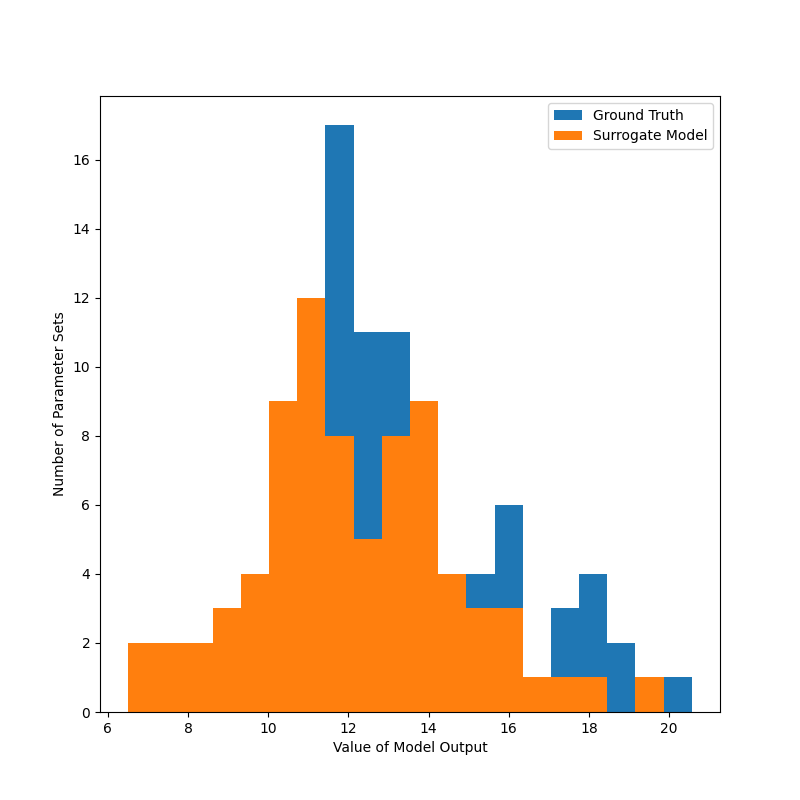 Ground Truth
Surrogate Model
16
14
12
10
8
6
4
2
0
Number of Parameter Sets
6 8 10 12 14 16 18 20
Value of Model Output